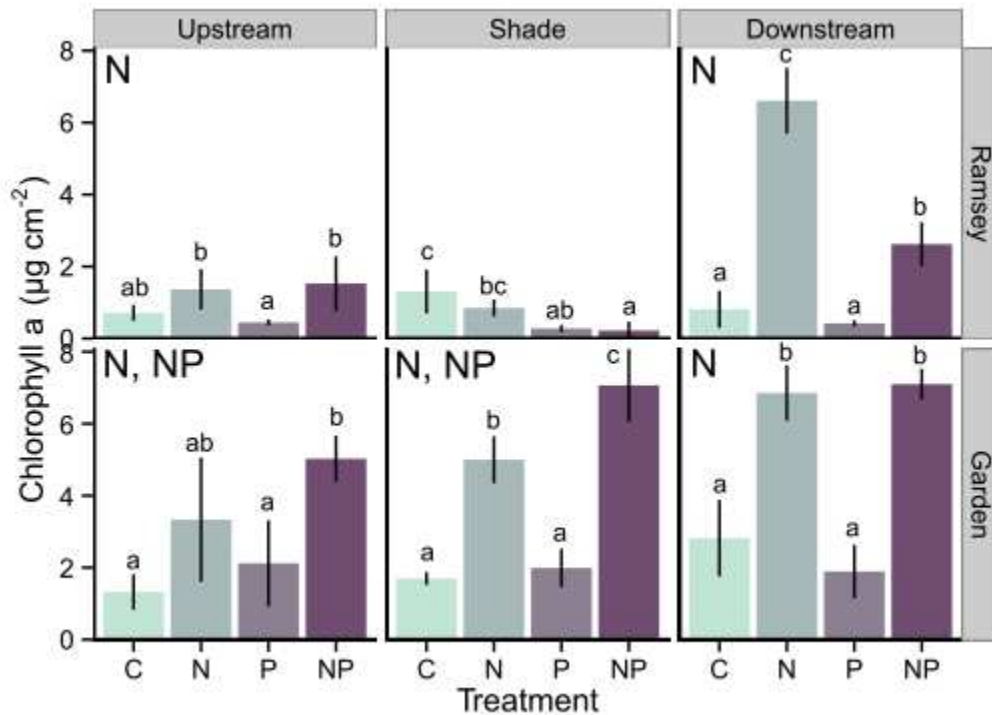 Upstream Shade Downstream
Chlorophyll a (µg cm-2)
8
6
4
2
0
N
ab
b
a
b
c
bc
ab
a
N
a
c
a
b
Ramsey
8
6
4
2
0
N, NP
a
ab
a
b
N, NP
a
b
a
c
N
a
b
a
b
Garden
C N P NP C N P NP C N P NP
Treatment